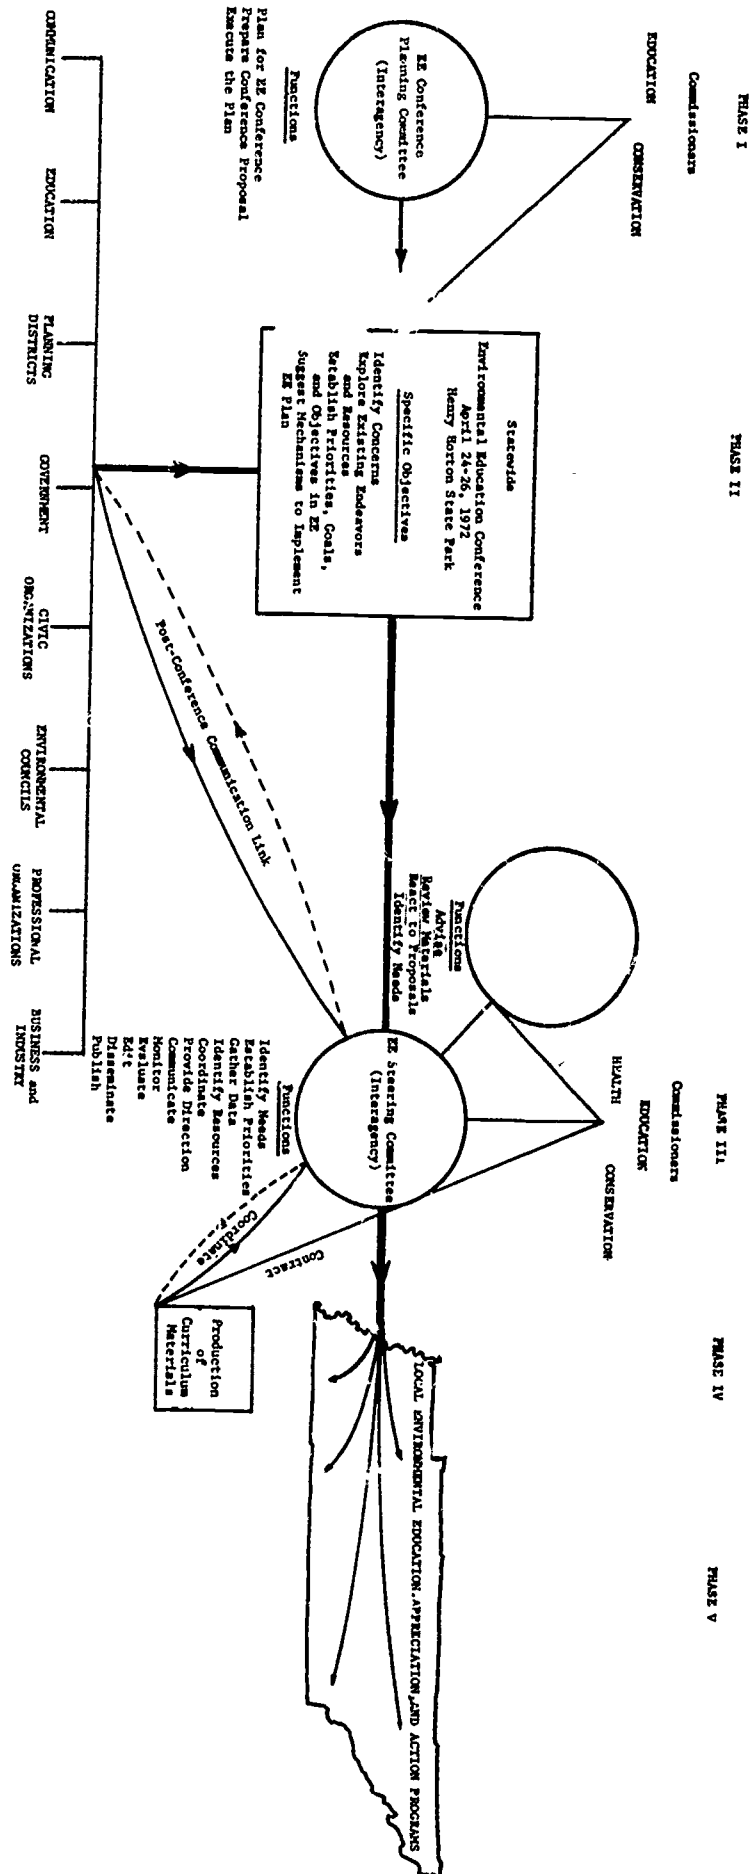 PHASE I
Commissioners
EDUCATION
CONSERVATION
EE Conference
Planning Committee
(Interagency)
Functions
Plan for EE Conference
Prepare Conference Proposal
Execute the Plan
PHASE II
Statewide
Environmental Education Conference
April 24-26, 1972
Henry Horton State Park
Specific Objectives
Identify Concerns
Explore Existing Endeavors
and Resources
Establish Priorities, Goals,
and Objectives in EE
Suggest Mechanisms to Implement
EE Plan
COMMUNICATION
EDUCATION
PLANNING
DISTRICTS
GOVERNMENT
CIVIC
ORGANIZATIONS
ENVIRONMENTAL
COUNCILS
PROFESSIONAL
ORGANIZATIONS
BUSINESS and
INDUSTRY
Post-Conference Communication Link
PHASE III
Commissioners
HEALTH
EDUCATION
CONSERVATION
Functions
Advise
Review Materials
React to Proposals
Identify Needs
EE Steering Committee
(Interagency)
Functions
Identify Needs
Establish Priorities
Gather Data
Identify Resources
Coordinate
Provide Direction
Communicate
Monitor
Evaluate
Edit
Disseminate
Publish
Coordinate
Contract
PHASE IV
Production
of
Curriculum
Materials
PHASE V
LOCAL ENVIRONMENTAL EDUCATION, APPRECIATION, AND ACTION PROGRAMS